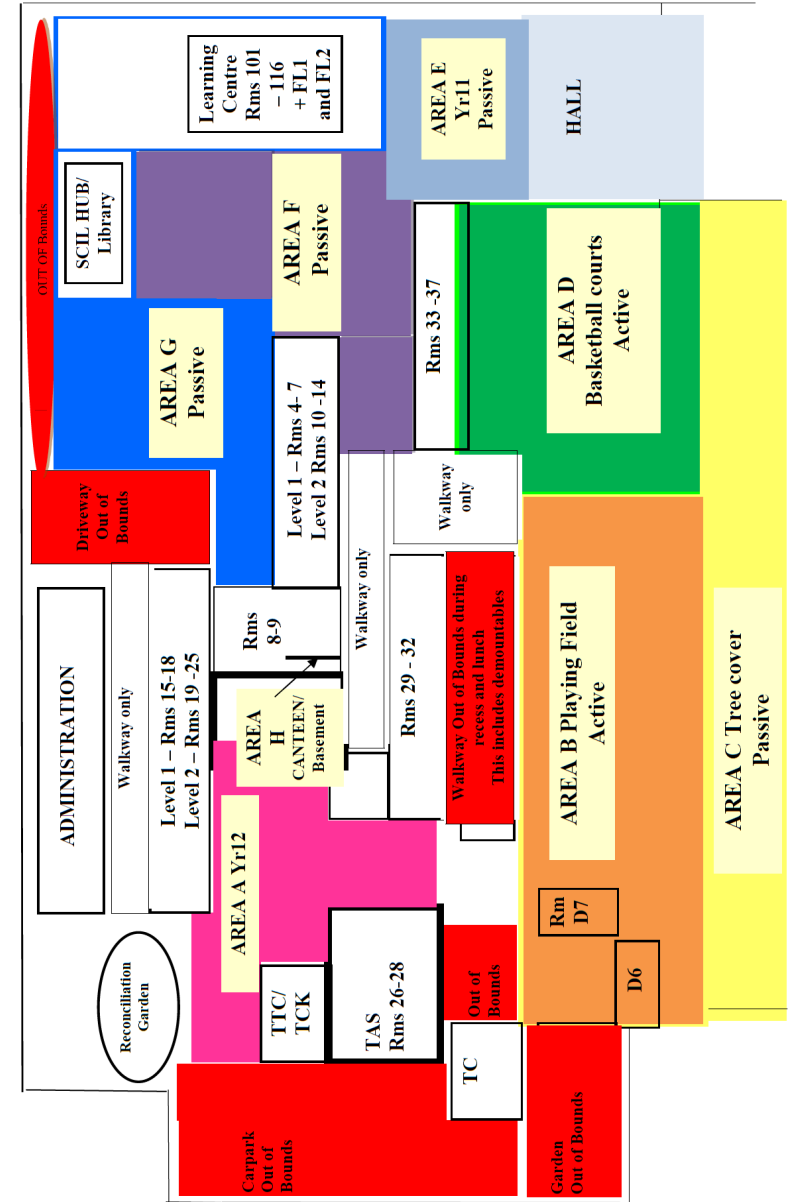 OUT OF Bounds
Learning
Centre
Rms 101
– 116
+ FL1
and FL2
AREA E
Yr11
Passive
HALL
SCIL HUB/
Library
AREA F
Passive
AREA G
Passive
Rms 33 -37
AREA D
Basketball courts
Active
Level 1 – Rms 4- 7
Level 2 Rms 10 -14
Driveway
Out of
Bounds
Walkway
only
ADMINISTRATION
Walkway only
Level 1 – Rms 15-18
Level 2 – Rms 19 -25
Rms
8-9
Walkway only
AREA
H
CANTEEN/
Basement
Rms 29 - 32
Walkway Out of Bounds during
recess and lunch
This includes demountables
AREA B Playing Field
Active
AREA C Tree cover
Passive
AREA A Yr12
Reconciliation
Garden
TTC/
TCK
TAS
Rms 26-28
Out of
Bounds
Rm
D7
D6
TC
Carpark
Out of
Bounds
Garden
Out of Bounds